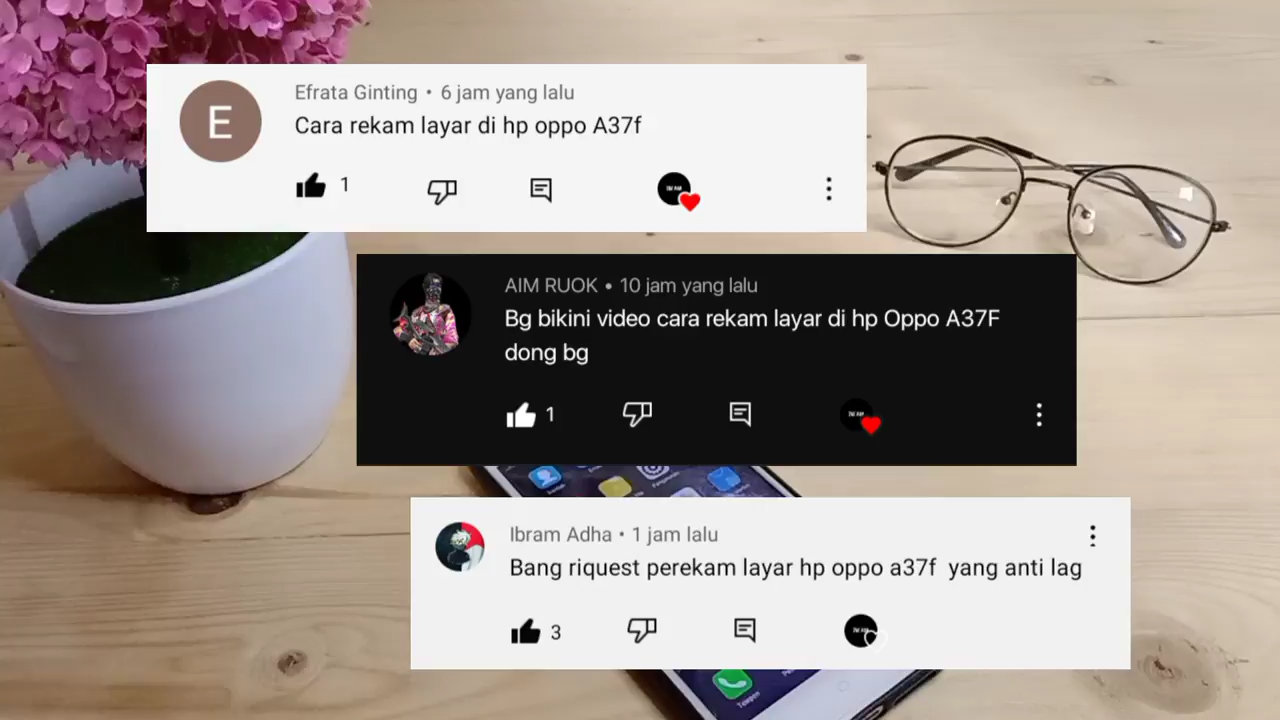 E
Efrata Ginting • 6 jam yang lalu
Cara rekam layar di hp oppo A37f
1
AIM RUOK • 10 jam yang lalu
Bg bikini video cara rekam layar di hp Oppo A37F
dong bg
1
Ibram Adha • 1 jam lalu
Bang riquest perekam layar hp oppo a37f yang anti lag
3
Telepon